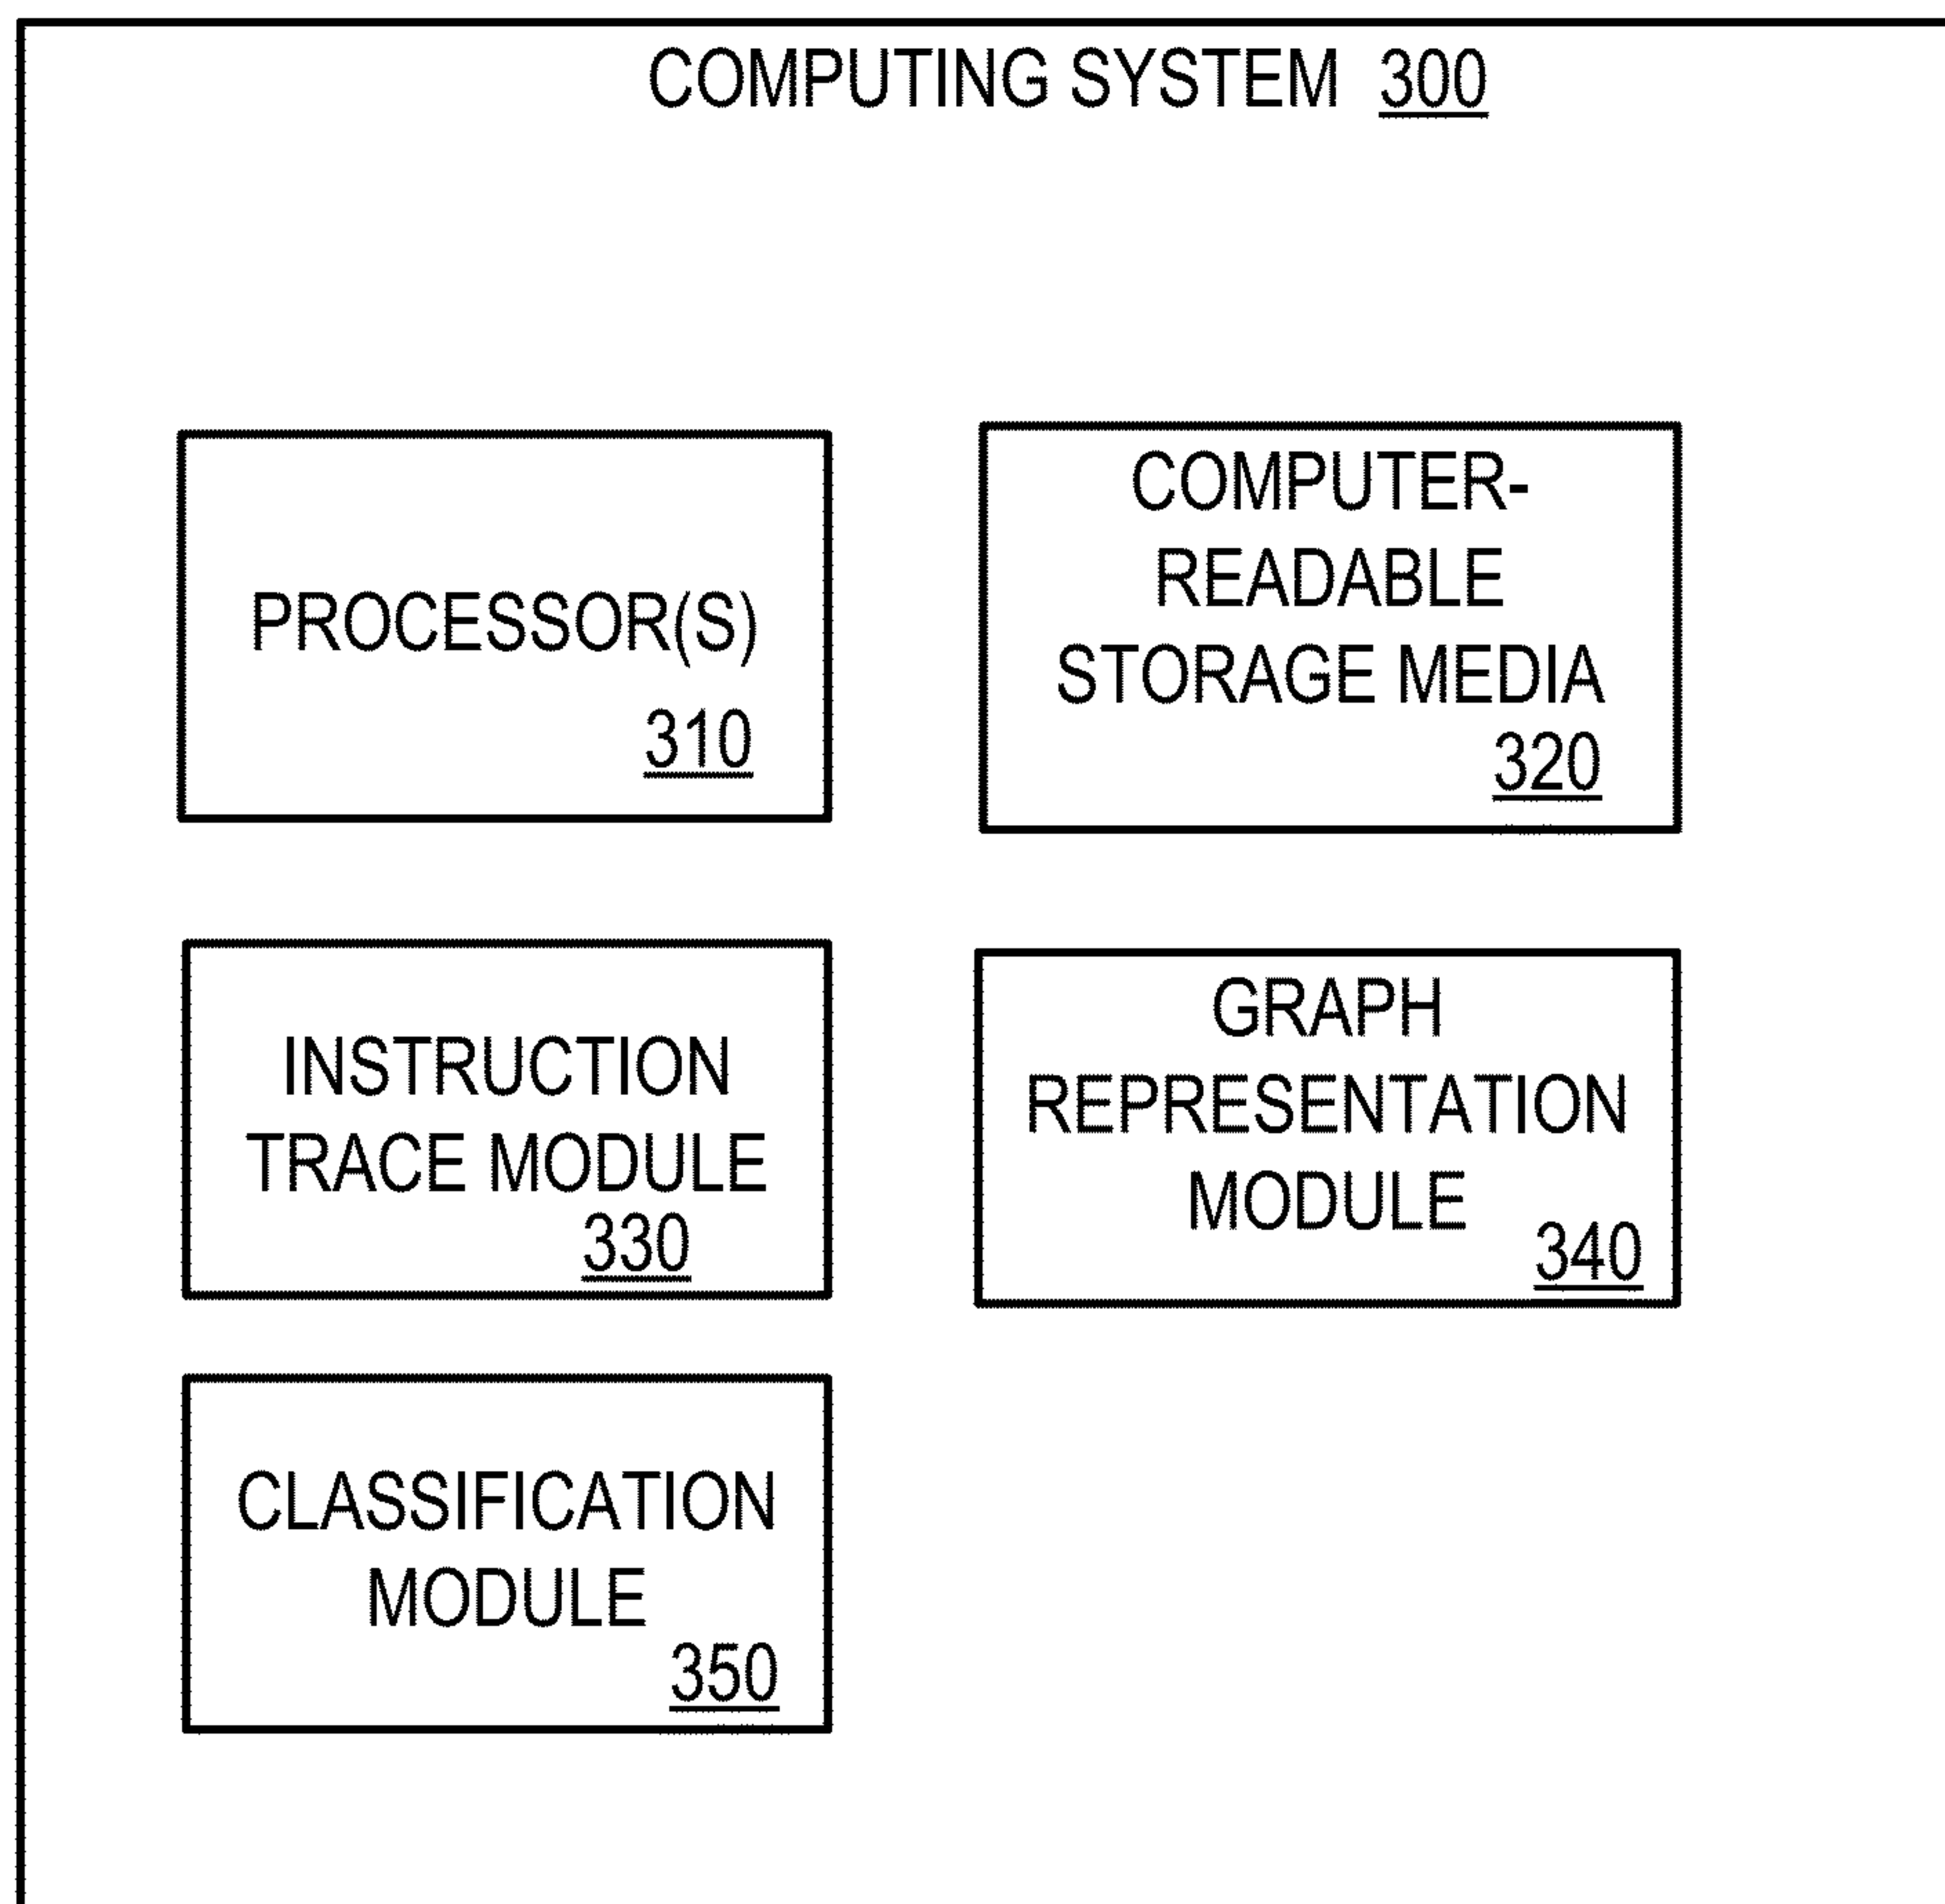 COMPUTING SYSTEM 300
PROCESSOR(S)
310
COMPUTER-
READABLE
STORAGE MEDIA
320
INSTRUCTION
TRACE MODULE
330
GRAPH
REPRESENTATION
MODULE
340
CLASSIFICATION
MODULE
350